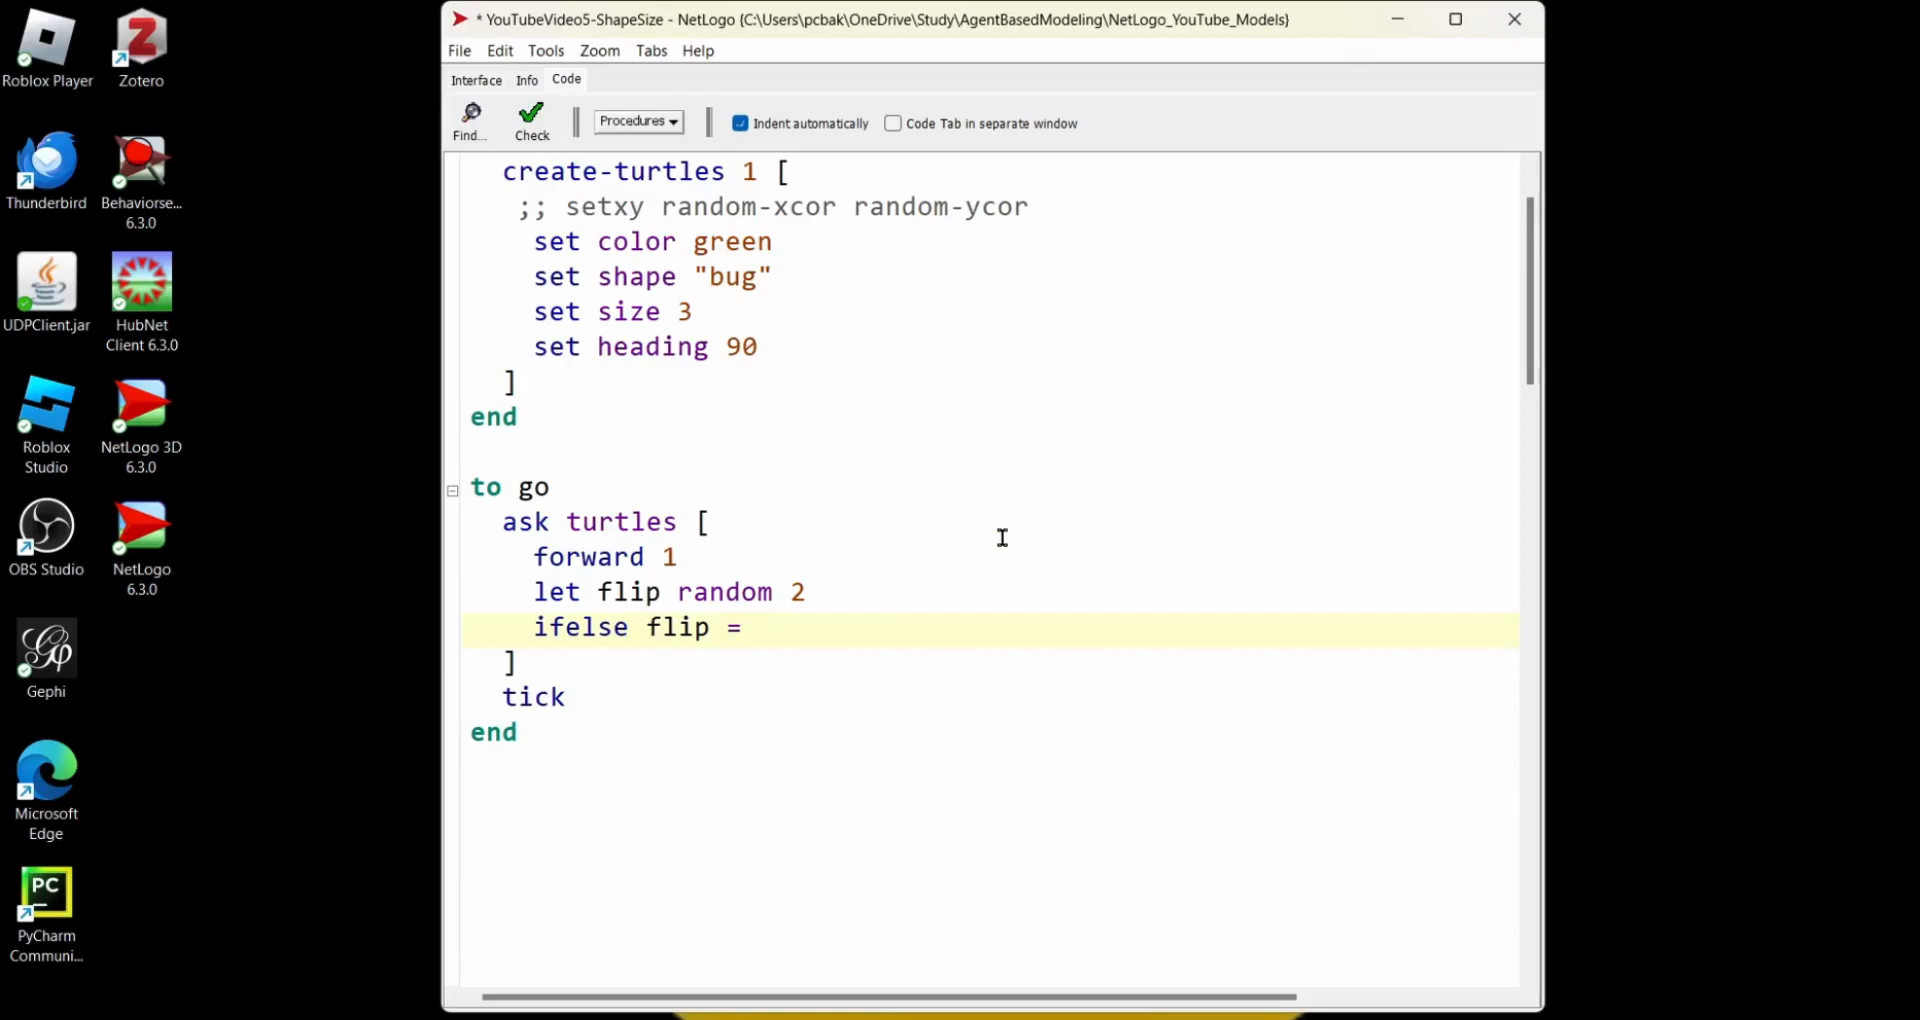 Roblox Player
Zotero
Thunderbird
Behaviorse...
6.3.0
UDPClient.jar
HubNet
Client 6.3.0
Roblox
Studio
NetLogo 3D
6.3.0
OBS Studio
NetLogo
6.3.0
Gephi
Microsoft
Edge
PC
PyCharm
Communi...
* YouTubeVideo5-ShapeSize - NetLogo {C:\Users\pcbak\OneDrive\Study\AgentBasedModeling\NetLogo_YouTube_Models}
File Edit Tools Zoom Tabs Help
Interface Info Code
Find... Check Procedures Indent automatically Code Tab in separate window
create-turtles 1 [
;; setxy random-xcor random-ycor
set color green
set shape "bug"
set size 3
set heading 90
]
end
to go
ask turtles [
forward 1
let flip random 2
ifelse flip =
]
tick
end